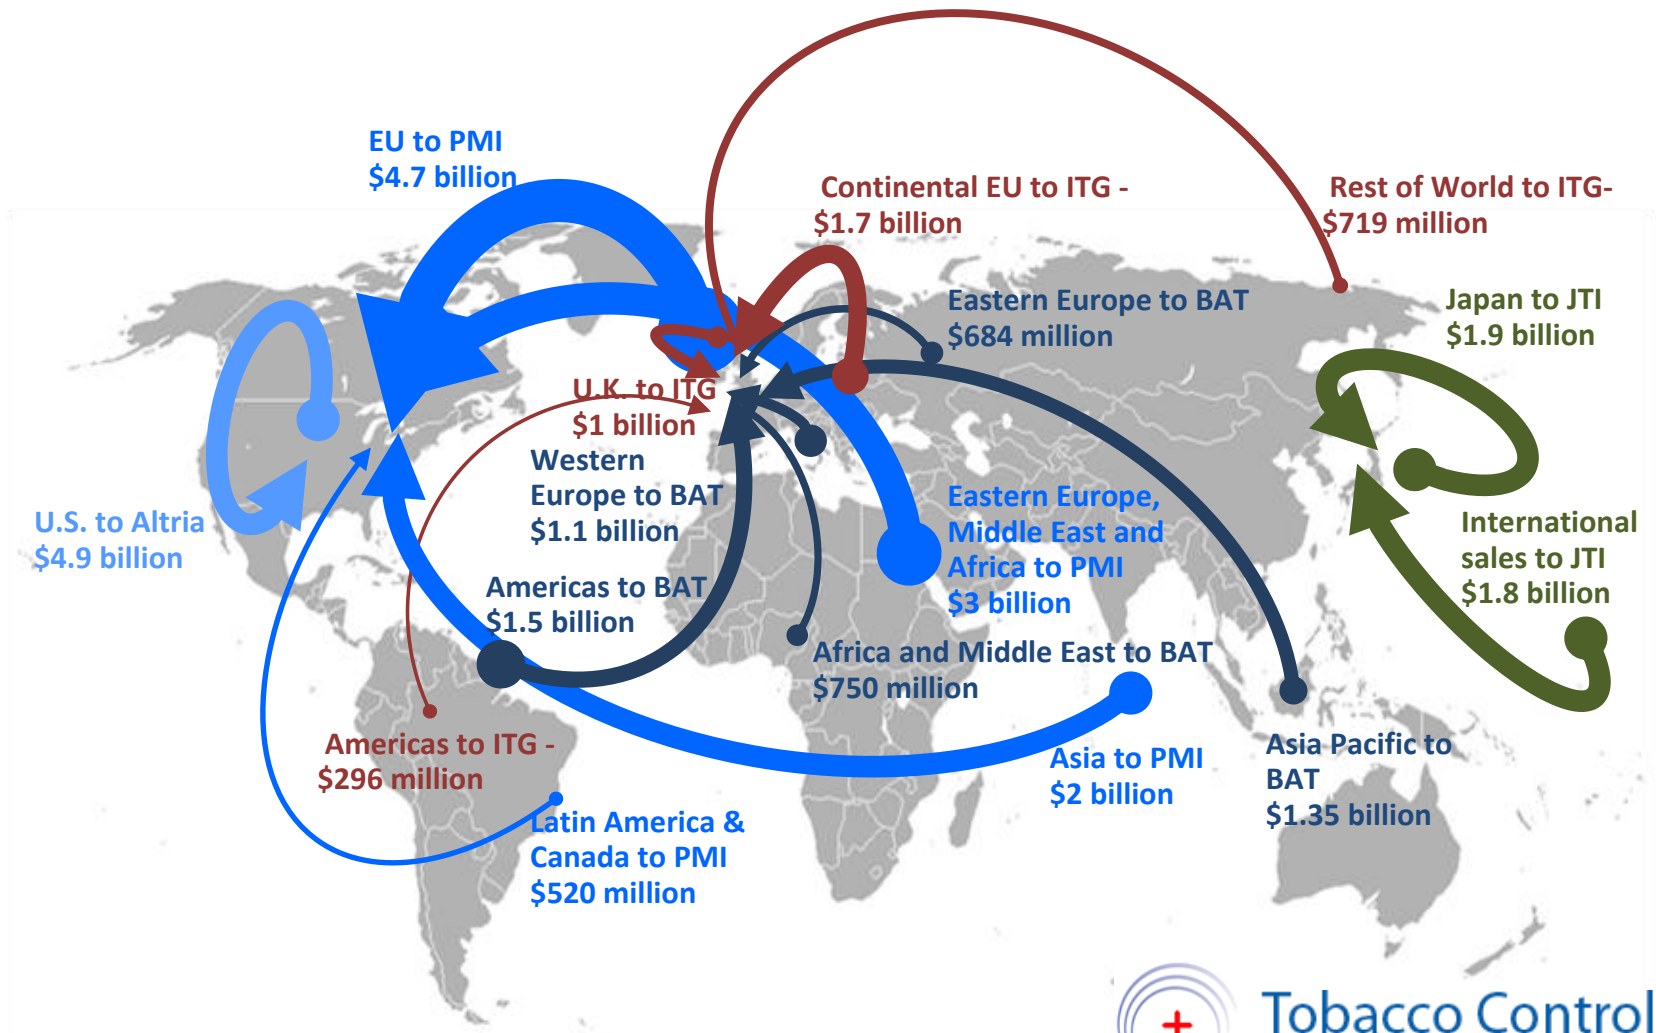 EU to PMI
$4.7 billion
Continental EU to ITG -
$1.7 billion
Rest of World to ITG-
$719 million
Eastern Europe to BAT
$684 million
Japan to JTI
$1.9 billion
U.K. to ITG
$1 billion
Western
Europe to BAT
$1.1 billion
U.S. to Altria
$4.9 billion
Eastern Europe,
Middle East and
Africa to PMI
$3 billion
International
sales to JTI
$1.8 billion
Americas to BAT
$1.5 billion
Africa and Middle East to BAT
$750 million
Americas to ITG -
$296 million
Asia to PMI
$2 billion
Asia Pacific to
BAT
$1.35 billion
Latin America &
Canada to PMI
$520 million
Tobacco Control